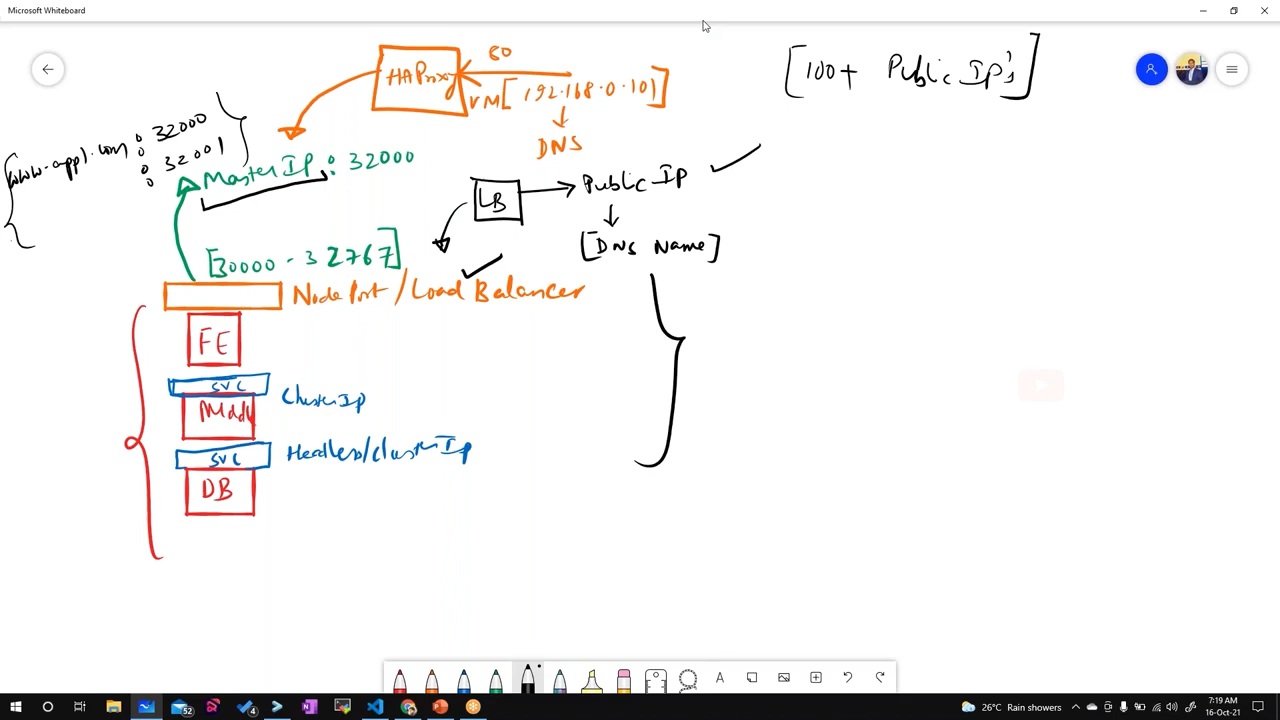 Microsoft Whiteboard
80
HAProxy
VM [192.168.0.10]
DNS
[100+ Public IP's]
www.app1.com : 32000
: 32001
Master IP : 32000
LB
Public IP
[DNS Name]
[30000 - 32767]
NodePort / Load Balancer
FE
SVC
ClusterIp
SVC
Headless/ClusterIp
DB
A
52
26°C Rain showers
7:19 AM
16-Oct-21